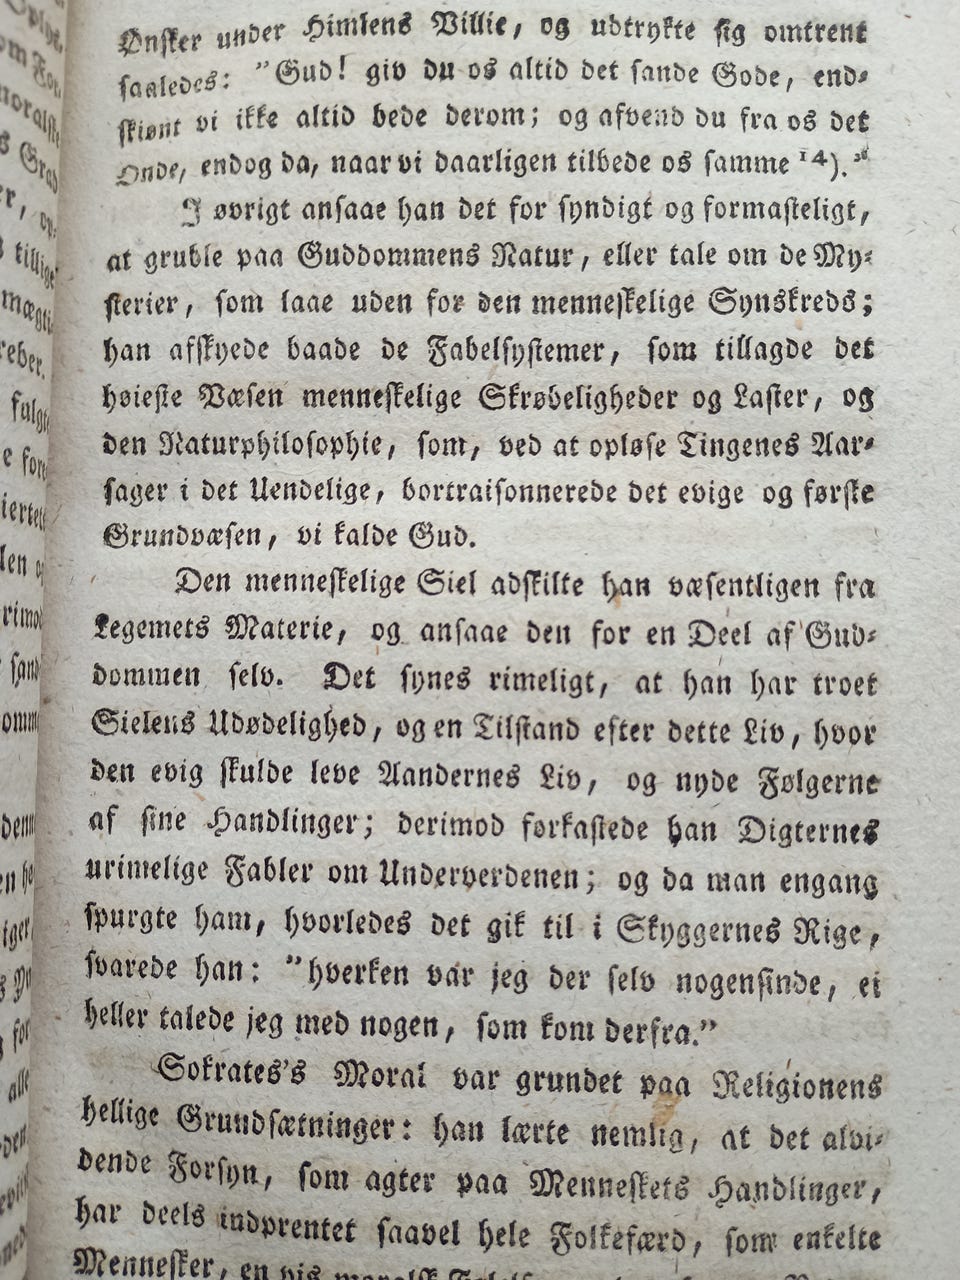 Ønsker under Himlens Villie, og udtrykte sig omtrent
saaledes: "Gud! giv du os altid det sande Gode, end-
skiønt vi ikke altid bede derom; og afvend du fra os det
Onde, endog da, naar vi daarligen tilbede os samme 14)."
I øvrigt ansaae han det for syndigt og formasteligt,
at gruble paa Guddommens Natur, eller tale om de My-
sterier, som laae uden for den menneskelige Synskreds;
han afskyede baade de Fabelsystemer, som tillagde det
høieste Væsen menneskelige Skrøbeligheder og Laster, og
den Naturphilosophie, som, ved at opløse Tingenes Aar-
sager i det Uendelige, bortraisonnerede det evige og første
Grundvæsen, vi kalde Gud.
Den menneskelige Siel adskilte han væsentligen fra
Legemets Materie, og ansaae den for en Deel af Gud-
dommen selv. Det synes rimeligt, at han har troet
Sielens Udødelighed, og en Tilstand efter dette Liv, hvor
den evig skulde leve Aandernes Liv, og nyde Følgerne
af sine Handlinger; derimod forkastede han Digternes
urimelige Fabler om Underverdenen; og da man engang
spurgte ham, hvorledes det gik til i Skyggernes Rige,
svarede han: "hverken var jeg der selv nogensinde, ei
heller talede jeg med nogen, som kom derfra."
Sokrates's Moral var grundet paa Religionens
hellige Grundsætninger: han lærte nemlig, at det alvi-
dende Forsyn, som agter paa Menneskets Handlinger,
har deels indprentet saavel hele Folkefærd, som enkelte
Mennesker, en vis moralsk